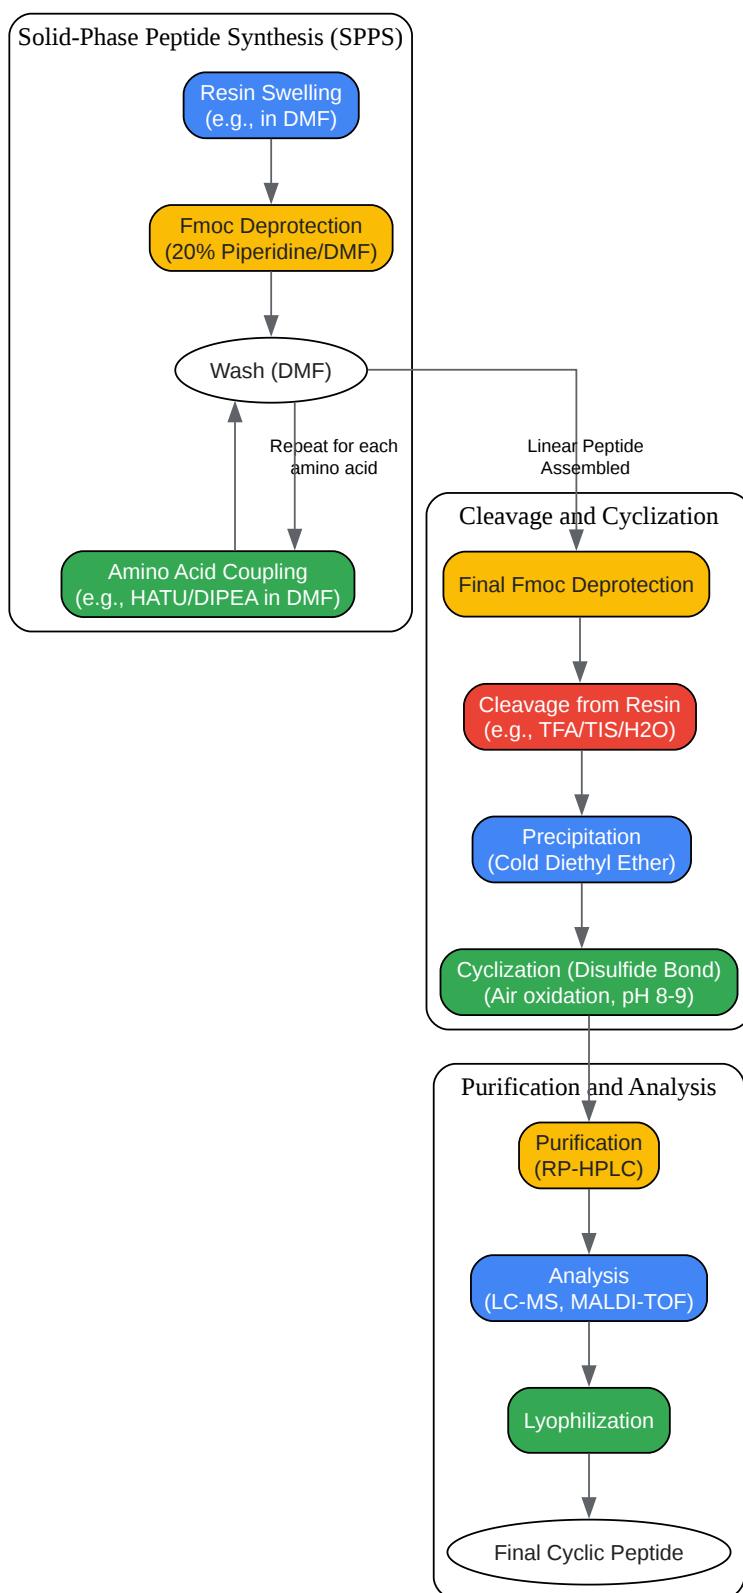 Solid-Phase Peptide Synthesis (SPPS)
Resin Swelling
(e.g., in DMF)
Fmoc Deprotection
(20% Piperidine/DMF)
Wash (DMF)
Repeat for each
amino acid
Linear Peptide
Assembled
Amino Acid Coupling
(e.g., HATU/DIPEA in DMF)
Cleavage and Cyclization
Final Fmoc Deprotection
Cleavage from Resin
(e.g., TFA/TIS/H2O)
Precipitation
(Cold Diethyl Ether)
Cyclization (Disulfide Bond)
(Air oxidation, pH 8-9)
Purification and Analysis
Purification
(RP-HPLC)
Analysis
(LC-MS, MALDI-TOF)
Lyophilization
Final Cyclic Peptide